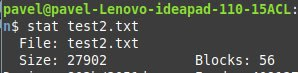 pavel@pavel-Lenovo-ideapad-110-15ACL:
n$ stat test2.txt
File: test2.txt
Size: 27902 Blocks: 56